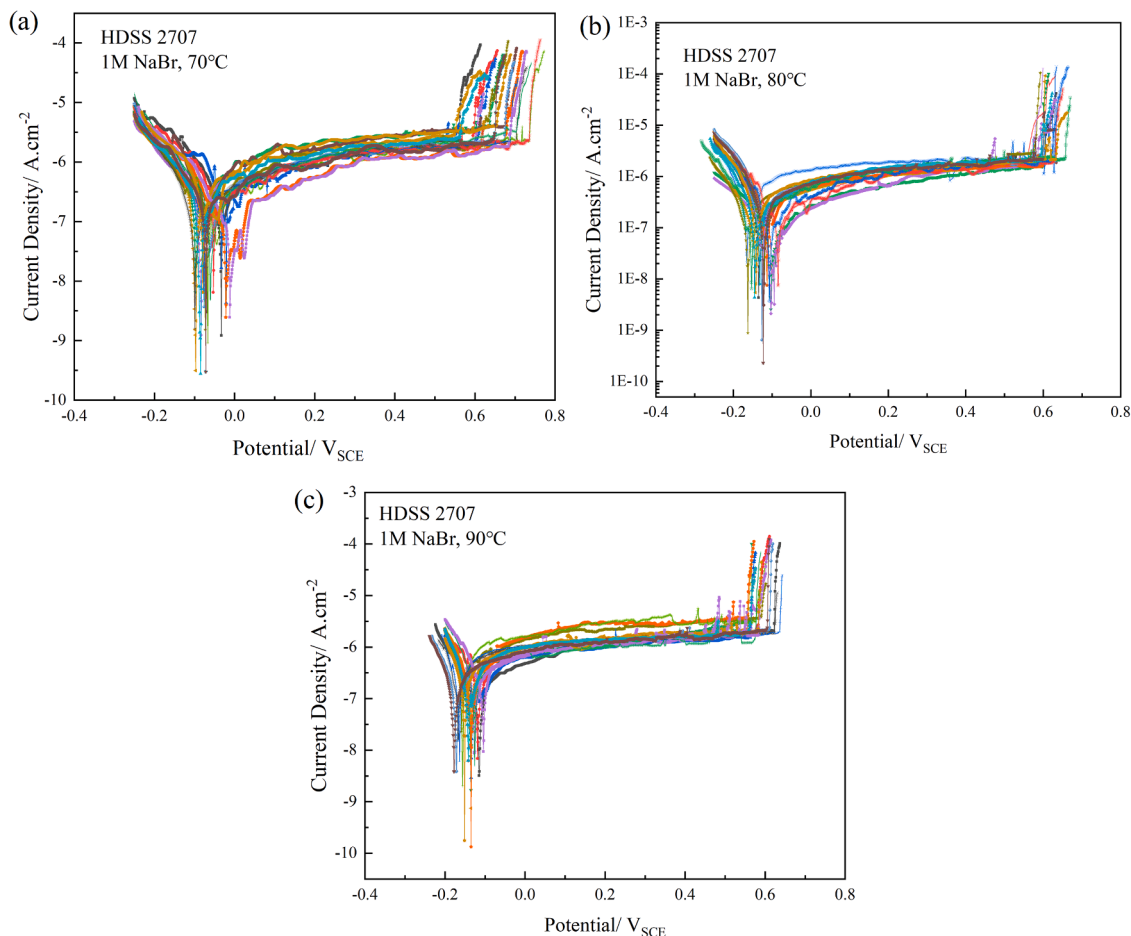 (a)
HDSS 2707
1M NaBr, 70℃
-4
-5
-6
-7
-8
-9
-10
-0.4
-0.2
0.0
0.2
0.4
0.6
0.8
Current Density/ A.cm-2
Potential/ VSCE
(b)
HDSS 2707
1M NaBr, 80℃
1E-3
1E-4
1E-5
1E-6
1E-7
1E-8
1E-9
1E-10
-0.4
-0.2
0.0
0.2
0.4
0.6
0.8
Current Density/ A.cm-2
Potential/ VSCE
(c)
HDSS 2707
1M NaBr, 90℃
-3
-4
-5
-6
-7
-8
-9
-10
-0.4
-0.2
0.0
0.2
0.4
0.6
0.8
Current Density/ A.cm-2
Potential/ VSCE